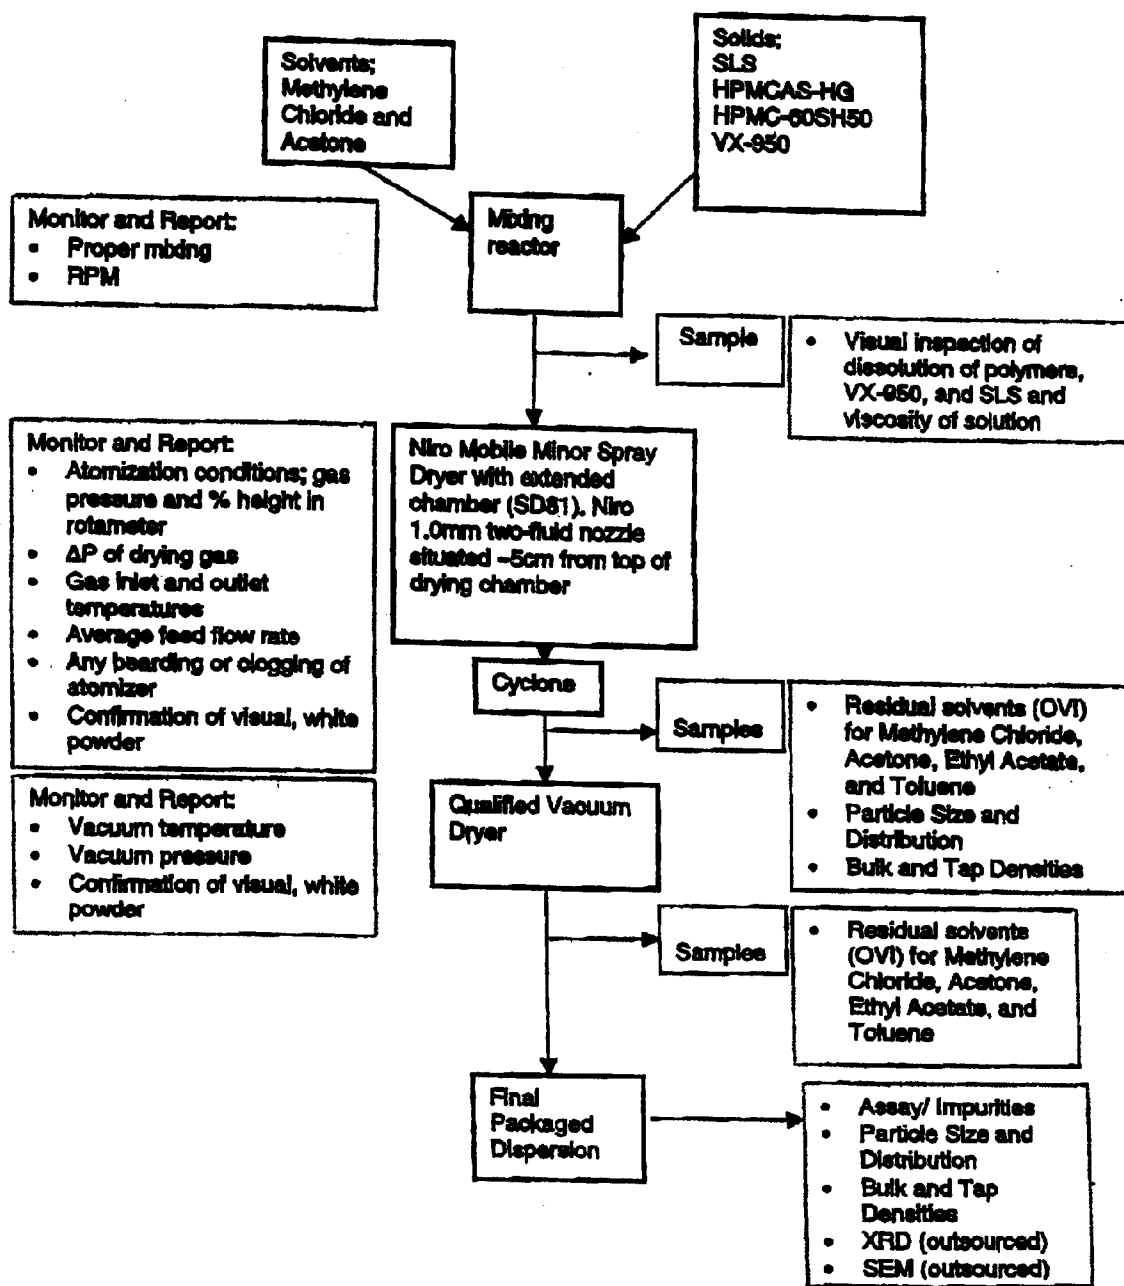 Solvents;
Methylene
Chloride and
Acetone
Solids;
SLS
HPMCAS-HG
HPMC-60SH50
VX-950
Monitor and Report:
• Proper mixing
• RPM
Mixing
reactor
Sample
• Visual inspection of
dissolution of polymers,
VX-950, and SLS and
viscosity of solution
Monitor and Report:
• Atomization conditions; gas
pressure and % height in
rotameter
• ΔP of drying gas
• Gas inlet and outlet
temperatures
• Average feed flow rate
• Any bearding or clogging of
atomizer
• Confirmation of visual, white
powder
Niro Mobile Minor Spray
Dryer with extended
chamber (SD81). Niro
1.0mm two-fluid nozzle
situated ~5cm from top of
drying chamber
Cyclone
Samples
• Residual solvents (OVI)
for Methylene Chloride,
Acetone, Ethyl Acetate,
and Toluene
• Particle Size and
Distribution
• Bulk and Tap Densities
Monitor and Report:
• Vacuum temperature
• Vacuum pressure
• Confirmation of visual, white
powder
Qualified Vacuum
Dryer
Samples
• Residual solvents
(OVI) for Methylene
Chloride, Acetone,
Ethyl Acetate, and
Toluene
Final
Packaged
Dispersion
• Assay/ Impurities
• Particle Size and
Distribution
• Bulk and Tap
Densities
• XRD (outsourced)
• SEM (outsourced)